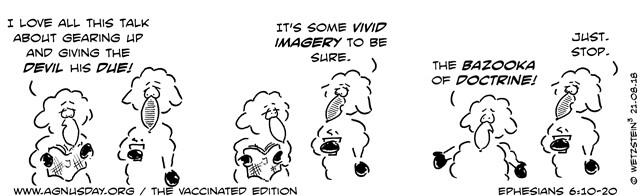 I LOVE ALL THIS TALK
ABOUT GEARING UP
AND GIVING THE
DEVIL HIS DUE!
IT'S SOME VIVID
IMAGERY TO BE
SURE.
THE BAZOOKA
OF DOCTRINE!
JUST.
STOP.
WWW.AGNUSDAY.ORG / THE VACCINATED EDITION
EPHESIANS 6:10-20
© WETZSTEIN³ 21.08.18